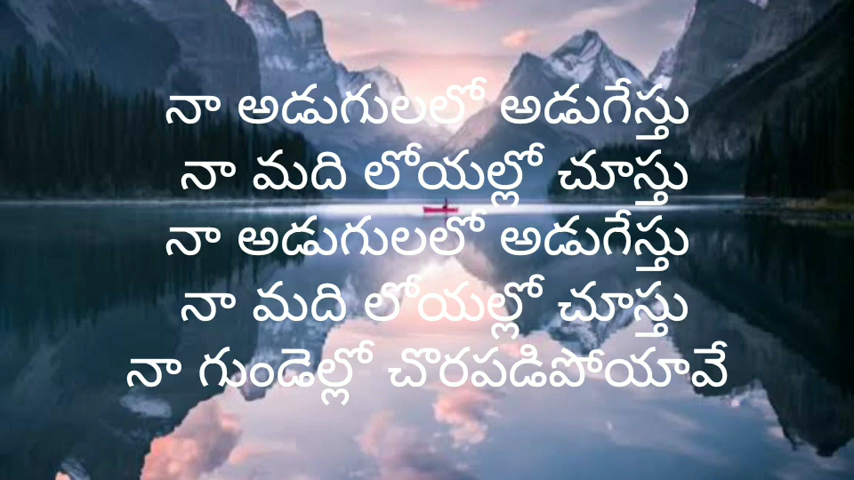 నా అడుగులలో అడుగేస్తు
నా మది లోయల్లో చూస్తు
నా అడుగులలో అడుగేస్తు
నా మది లోయల్లో చూస్తు
నా గుండెల్లో చొరపడిపోయావే